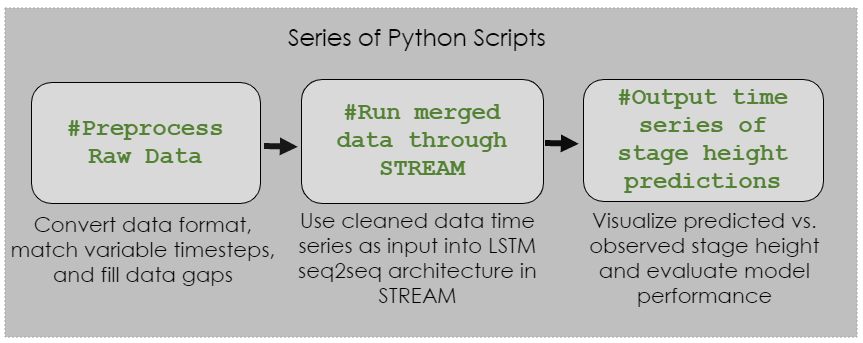 Series of Python Scripts
#Preprocess
Raw Data
#Run merged
data through
STREAM
#Output time
series of
stage height
predictions
Convert data format,
match variable timesteps,
and fill data gaps
Use cleaned data time
series as input into LSTM
seq2seq architecture in
STREAM
Visualize predicted vs.
observed stage height
and evaluate model
performance